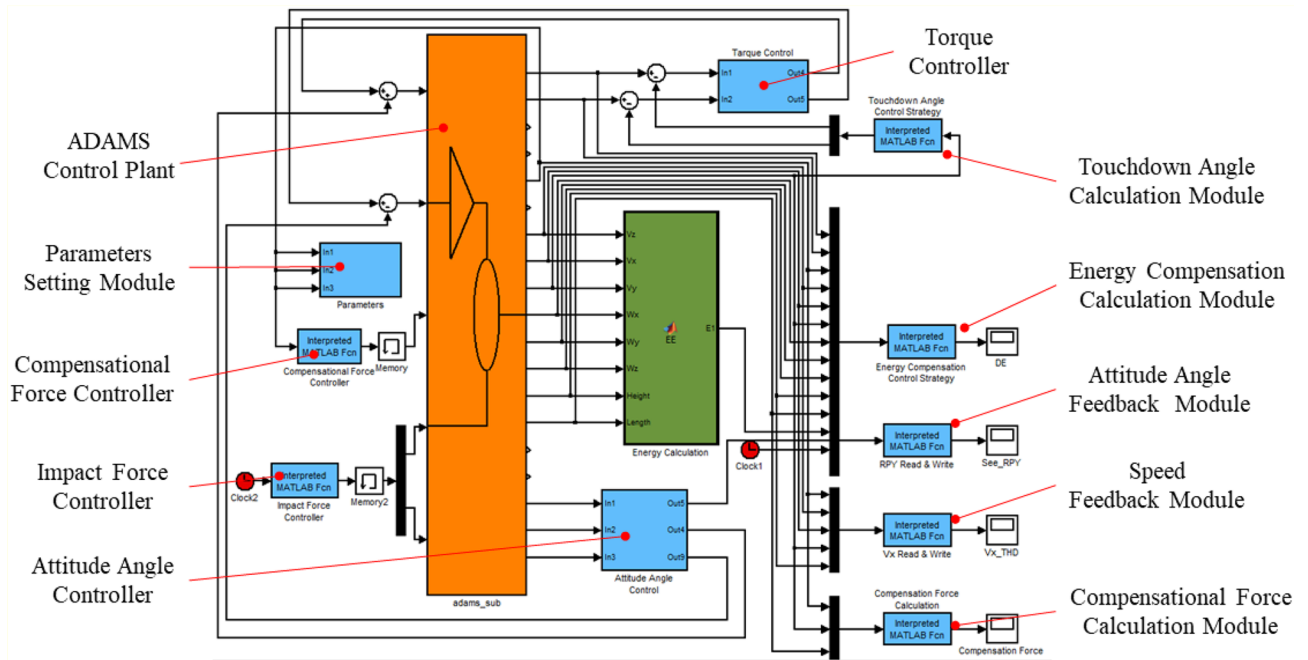 Torque
Controller
ADAMS
Control Plant
Touchdown Angle
Calculation Module
Parameters
Setting Module
Energy Compensation
Calculation Module
Compensational
Force Controller
Attitude Angle
Feedback Module
Impact Force
Controller
Speed
Feedback Module
Attitude Angle
Controller
Compensational Force
Calculation Module
Tarque Control
In1
In2
Out4
Out5
Touchdown Angle
Control Strategy
Interpreted
MATLAB Fcn
In1
In2
In3
Parameters
Interpreted
MATLAB Fcn
Compensational Force
Controller
Memory
Clock2
Interpreted
MATLAB Fcn
Impact Force
Controller
Memory2
adams_sub
Vz
Vx
Vy
Wx
Wy
Wz
Height
Length
EE
E1
Energy Calculation
Clock1
In1
In2
In3
Out5
Out4
Out9
Attitude Angle
Control
Interpreted
MATLAB Fcn
Energy Compensation
Control Strategy
DE
Interpreted
MATLAB Fcn
RPY Read & Write
See_RPY
Interpreted
MATLAB Fcn
Vx Read & Write
Vx_THD
Compensation Force
Calculation
Interpreted
MATLAB Fcn
Compensation Force